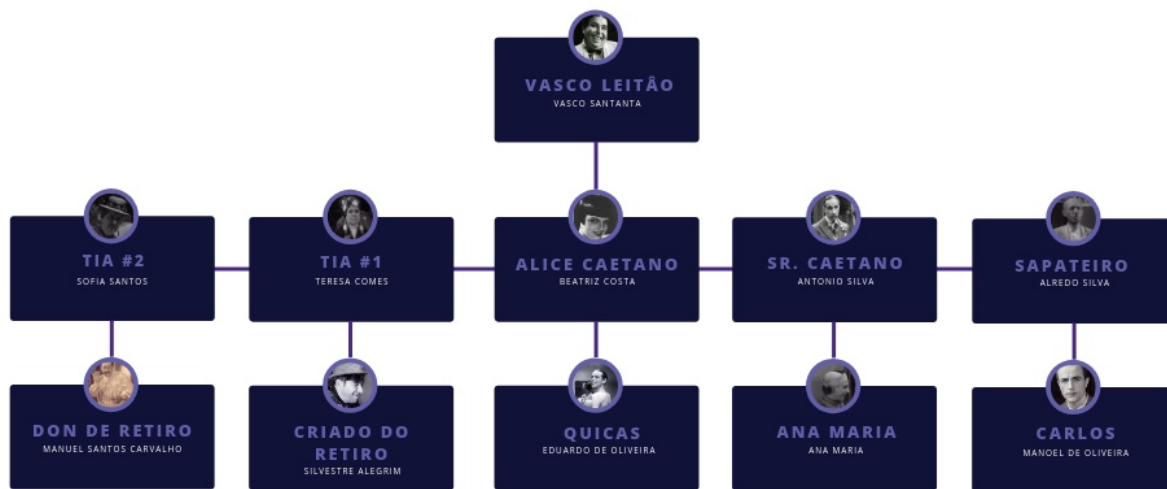 VASCO LEITÃO
VASCO SANTANTA
TIA #2
SOFIA SANTOS
TIA #1
TERESA COMES
ALICE CAETANO
BEATRIZ COSTA
SR. CAETANO
ANTONIO SILVA
SAPATEIRO
ALREDO SILVA
DON DE RETIRO
MANUEL SANTOS CARVALHO
CRIADO DO
RETIRO
SILVESTRE ALEGRIM
QUICAS
EDUARDO DE OLIVEIRA
ANA MARIA
ANA MARIA
CARLOS
MANOEL DE OLIVEIRA